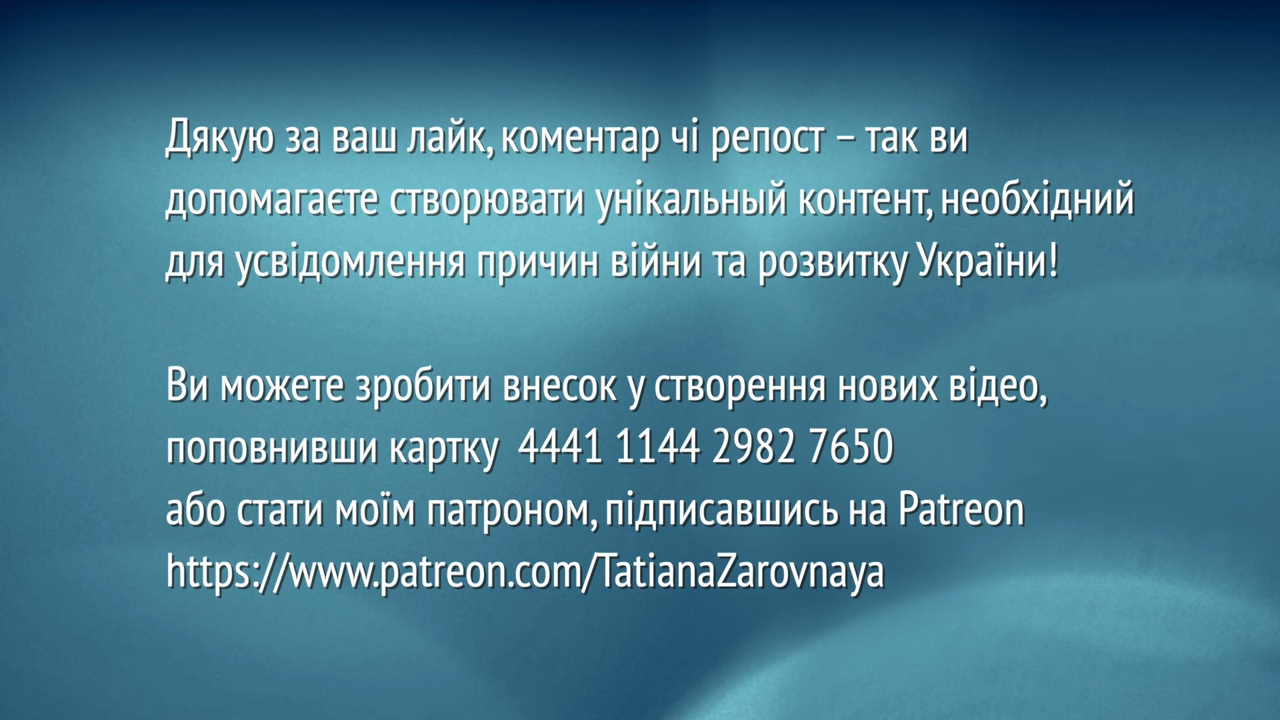 Дякую за ваш лайк, коментар чі репост – так ви
допомагаєте створювати унікальный контент, необхідний
для усвідомлення причин війни та розвитку України!
Ви можете зробити внесок у створення нових відео,
поповнивши картку 4441 1144 2982 7650
або стати моїм патроном, підписавшись на Patreon
https://www.patreon.com/TatianaZarovnaya